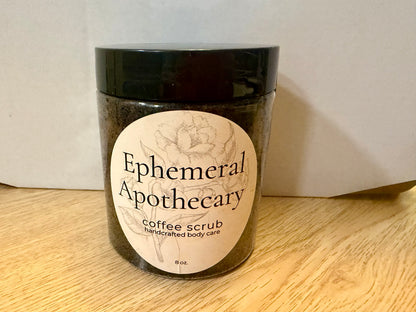 Ephemeral
Apothecary
coffee scrub
handcrafted body care
8 oz.